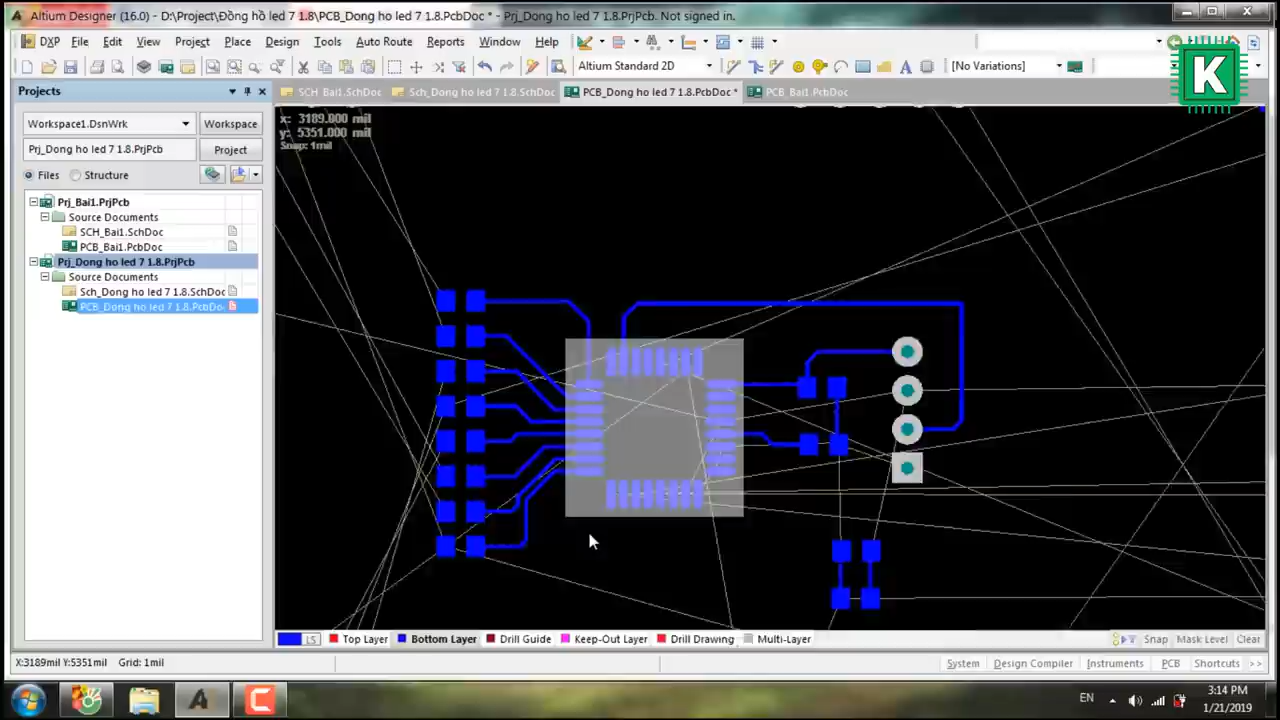 Altium Designer (16.0) - D:\Project\Đồng hồ led 7 1.8\PCB_Dong ho led 7 1.8.PcbDoc * - Prj_Dong ho led 7 1.8.PrjPcb. Not signed in.
DXP File Edit View Project Place Design Tools Auto Route Reports Window Help
Altium Standard 2D
A
[No Variations]
K
Projects
SCH_Bai1.SchDoc
Sch_Dong ho led 7 1.8.SchDoc
PCB_Dong ho led 7 1.8.PcbDoc *
PCB_Bai1.PcbDoc
Workspace1.DsnWrk
Workspace
Prj_Dong ho led 7 1.8.PrjPcb
Project
Files
Structure
Prj_Bai1.PrjPcb
Source Documents
SCH_Bai1.SchDoc
PCB_Bai1.PcbDoc
Prj_Dong ho led 7 1.8.PrjPcb
Source Documents
Sch_Dong ho led 7 1.8.SchDoc
PCB_Dong ho led 7 1.8.PcbDo
x: 3189.000 mil
y: 5351.000 mil
Snap: 1mil
LS
Top Layer
Bottom Layer
Drill Guide
Keep-Out Layer
Drill Drawing
Multi-Layer
Snap
Mask Level
Clear
X:3189mil Y:5351mil Grid: 1mil
System
Design Compiler
Instruments
PCB
Shortcuts
>>
EN
3:14 PM
1/21/2019